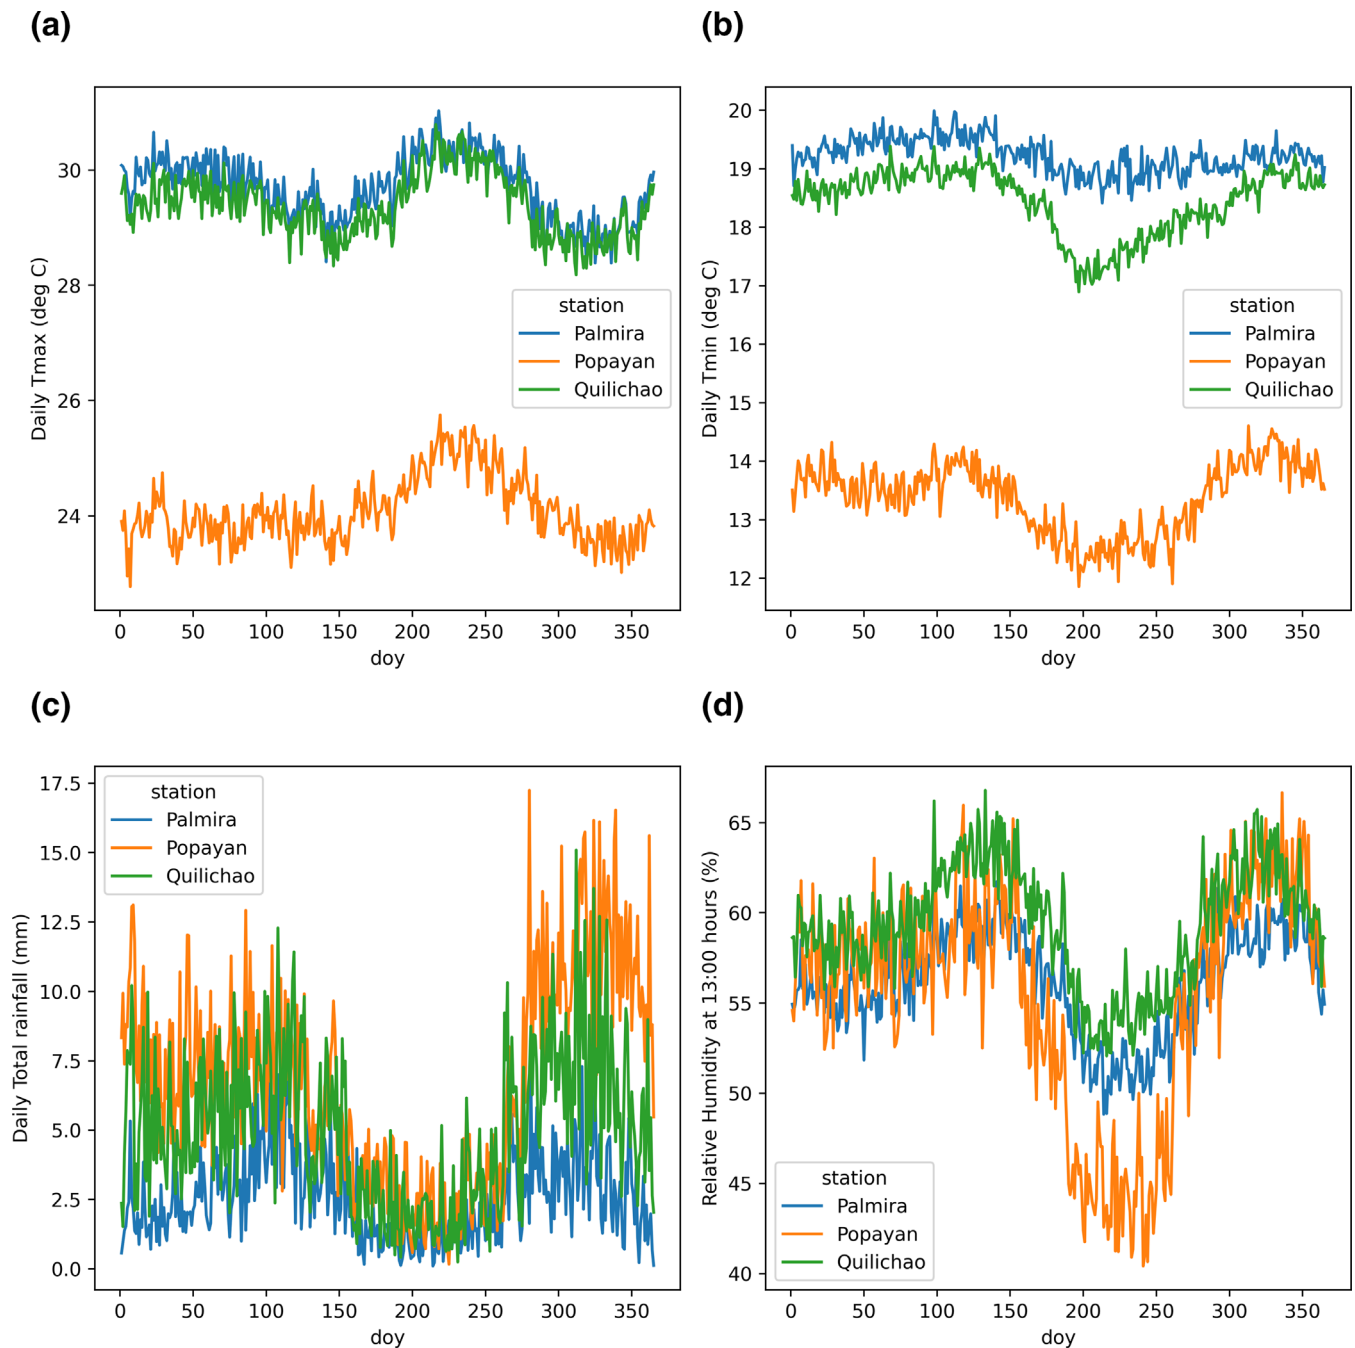 (a)
Daily Tmax (deg C)
30
28
26
24
station
Palmira
Popayan
Quilichao
0 50 100 150 200 250 300 350
doy
(b)
Daily Tmin (deg C)
20
19
18
17
16
15
14
13
12
station
Palmira
Popayan
Quilichao
0 50 100 150 200 250 300 350
doy
(c)
Daily Total rainfall (mm)
17.5
15.0
12.5
10.0
7.5
5.0
2.5
0.0
station
Palmira
Popayan
Quilichao
0 50 100 150 200 250 300 350
doy
(d)
Relative Humidity at 13:00 hours (%)
65
60
55
50
45
40
station
Palmira
Popayan
Quilichao
0 50 100 150 200 250 300 350
doy